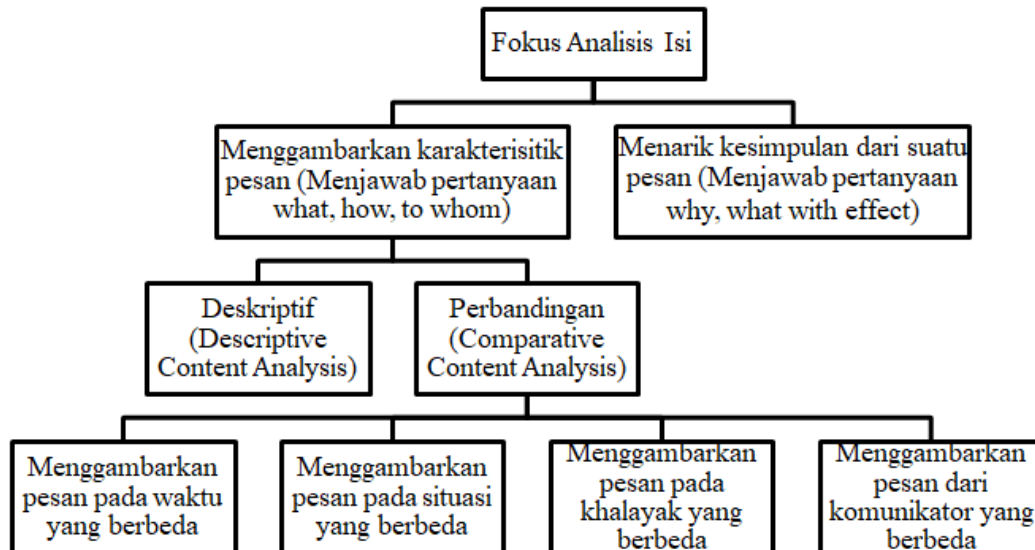 Fokus Analisis Isi
Menggambarkan karakterisitik
pesan (Menjawab pertanyaan
what, how, to whom)
Menarik kesimpulan dari suatu
pesan (Menjawab pertanyaan
why, what with effect)
Deskriptif
(Descriptive
Content Analysis)
Perbandingan
(Comparative
Content Analysis)
Menggambarkan
pesan pada waktu
yang berbeda
Menggambarkan
pesan pada situasi
yang berbeda
Menggambarkan
pesan pada
khalayak yang
berbeda
Menggambarkan
pesan dari
komunikator yang
berbeda